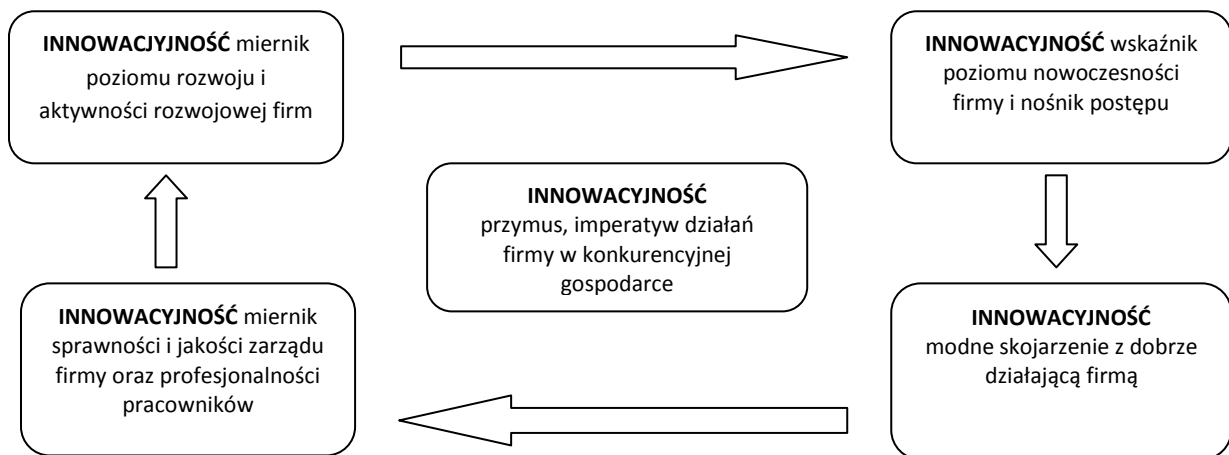 INNOWACJYJNOŚĆ miernik
poziomu rozwoju i
aktywności rozwojowej firm
INNOWACYJNOŚĆ wskaźnik
poziomu nowoczesności
firmy i nośnik postępu
INNOWACYJNOŚĆ
przymus, imperatyw działań
firmy w konkurencyjnej
gospodarce
INNOWACYJNOŚĆ miernik
sprawności i jakości zarządu
firmy oraz profesjonalności
pracowników
INNOWACYJNOŚĆ
modne skojarzenie z dobrze
działającą firmą